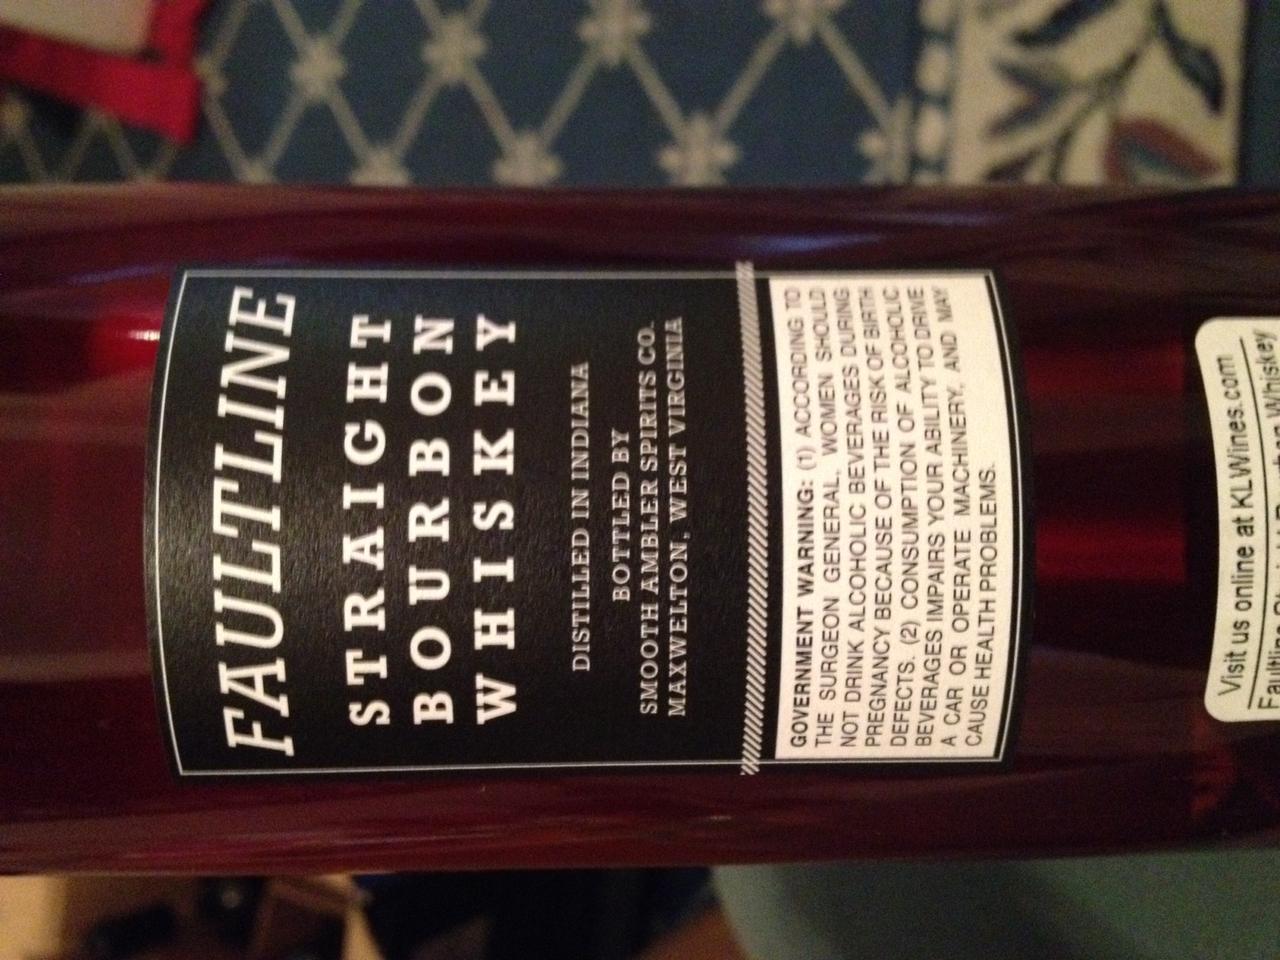 FAULTLINE
STRAIGHT
BOURBON
WHISKEY
DISTILLED IN INDIANA
BOTTLED BY
SMOOTH AMBLER SPIRITS CO.
MAXWELTON, WEST VIRGINIA
GOVERNMENT WARNING: (1) ACCORDING TO
THE SURGEON GENERAL, WOMEN SHOULD
NOT DRINK ALCOHOLIC BEVERAGES DURING
PREGNANCY BECAUSE OF THE RISK OF BIRTH
DEFECTS. (2) CONSUMPTION OF ALCOHOLIC
BEVERAGES IMPAIRS YOUR ABILITY TO DRIVE
A CAR OR OPERATE MACHINERY, AND MAY
CAUSE HEALTH PROBLEMS.
Visit us online at KLWines.com
Faultline Straight Bourbon Whiskey